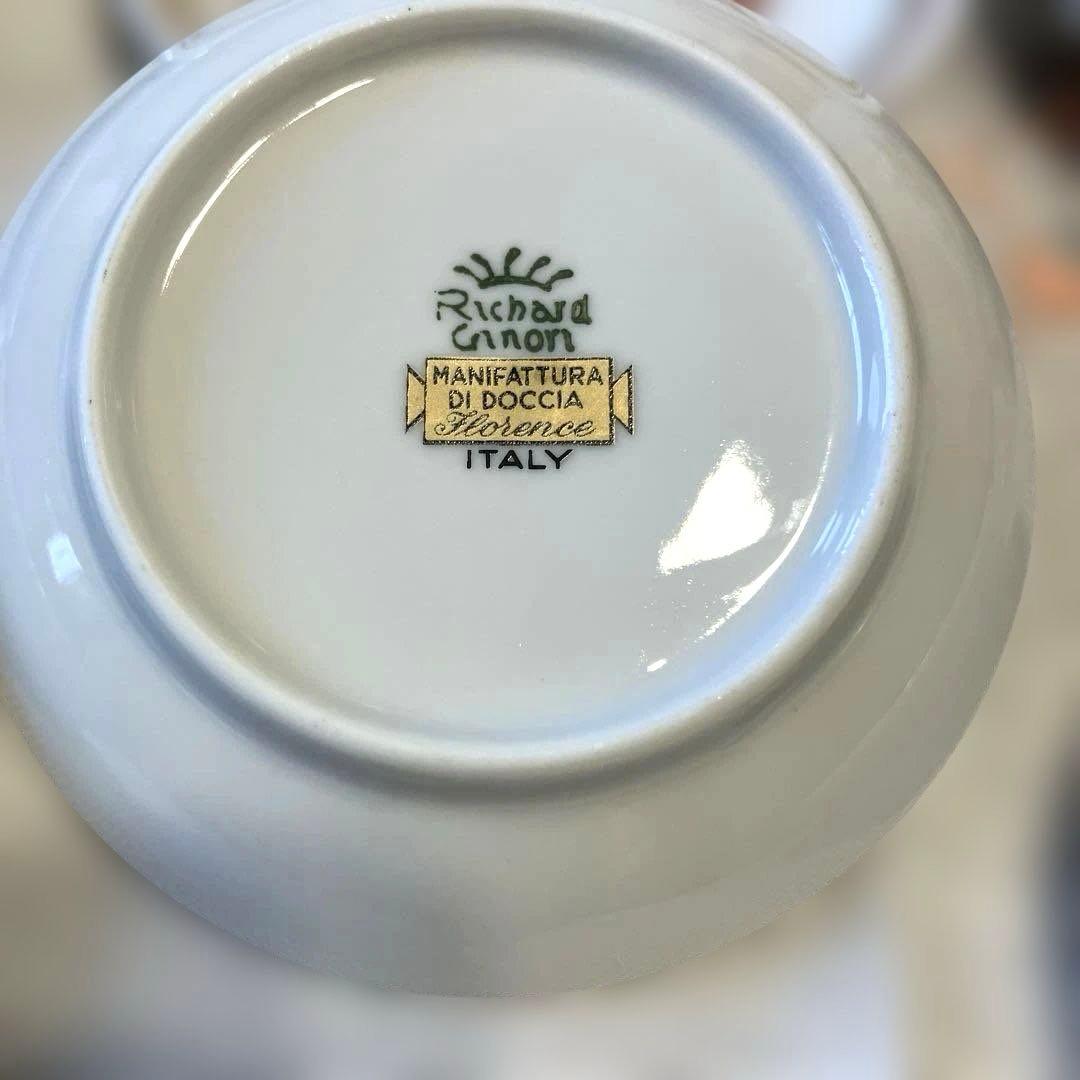 Richard
Ginori
MANIFATTURA
DI DOCCIA
Florence
ITALY